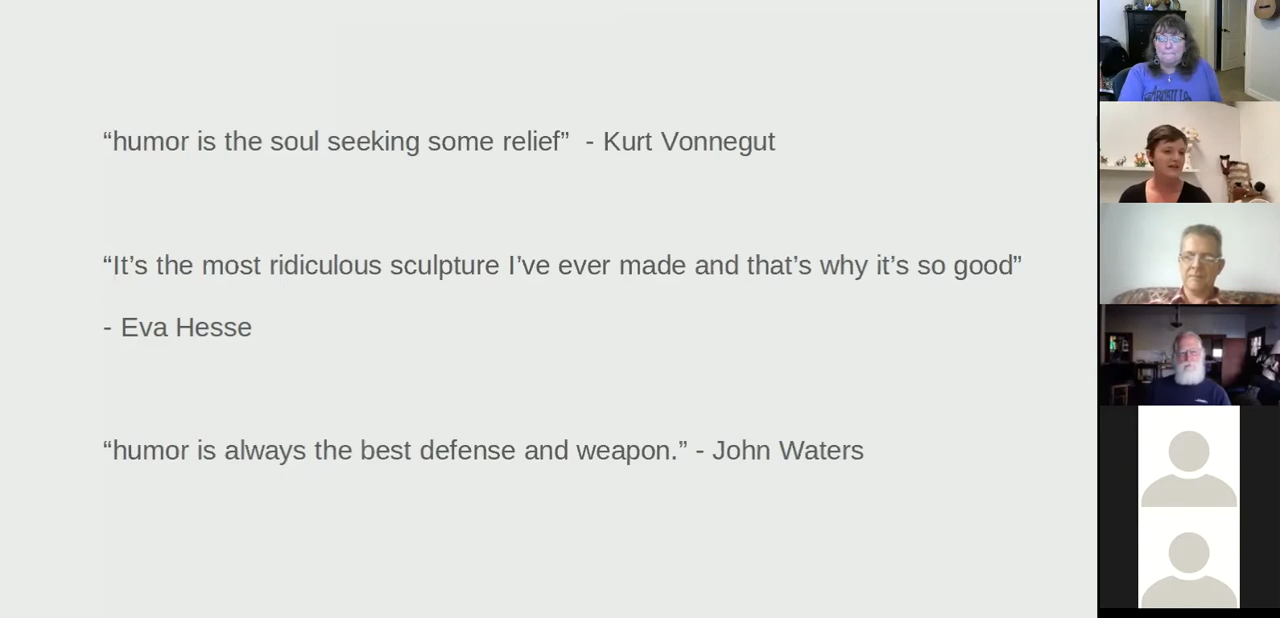 “humor is the soul seeking some relief”  - Kurt Vonnegut
“It’s the most ridiculous sculpture I’ve ever made and that’s why it’s so good”
- Eva Hesse
“humor is always the best defense and weapon.” - John Waters